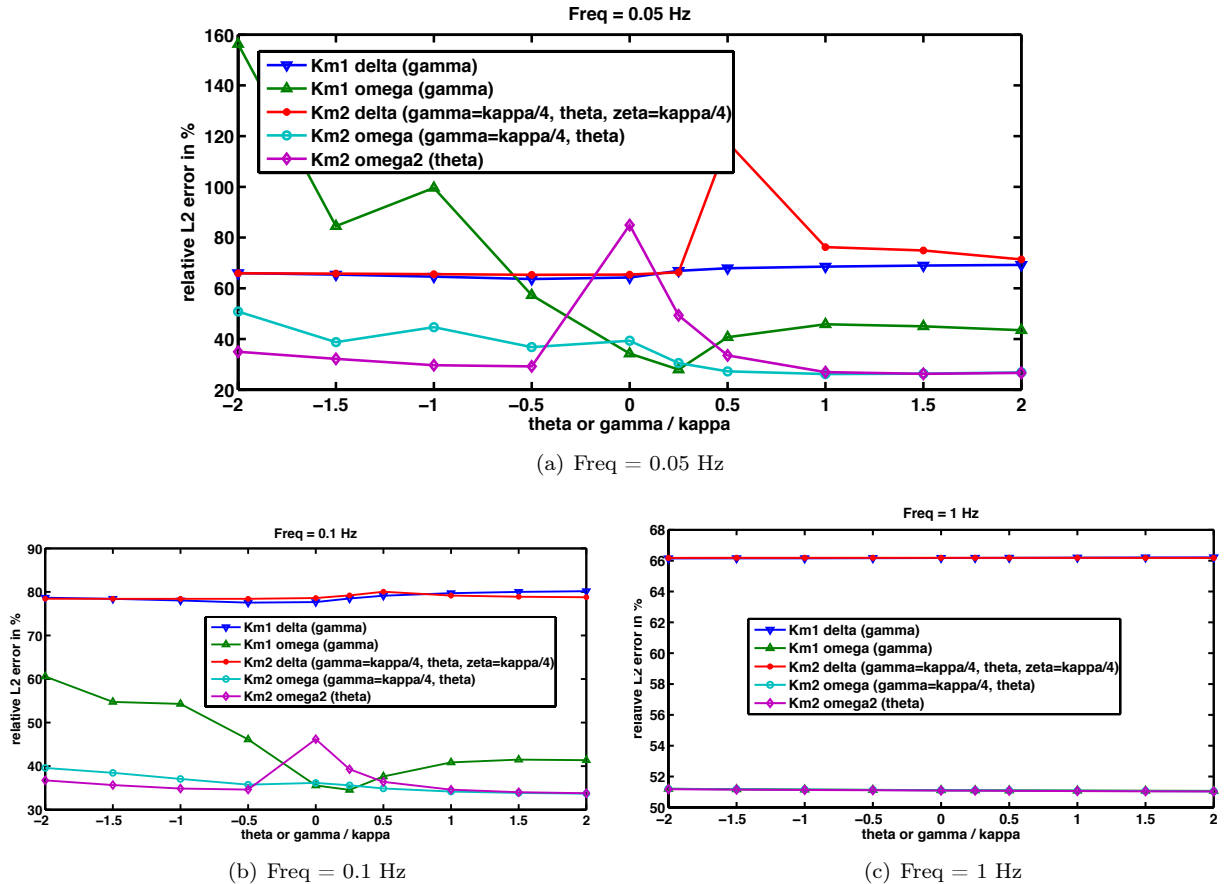 Freq = 0.05 Hz
160
140
120
100
80
60
40
20
relative L2 error in %
Km1 delta (gamma)
Km1 omega (gamma)
Km2 delta (gamma=kappa/4, theta, zeta=kappa/4)
Km2 omega (gamma=kappa/4, theta)
Km2 omega2 (theta)
−2 −1.5 −1 −0.5 0 0.5 1 1.5 2
theta or gamma / kappa
(a) Freq = 0.05 Hz
Freq = 0.1 Hz
90
80
70
60
50
40
30
relative L2 error in %
Km1 delta (gamma)
Km1 omega (gamma)
Km2 delta (gamma=kappa/4, theta, zeta=kappa/4)
Km2 omega (gamma=kappa/4, theta)
Km2 omega2 (theta)
−2 −1.5 −1 −0.5 0 0.5 1 1.5 2
theta or gamma / kappa
(b) Freq = 0.1 Hz
Freq = 1 Hz
68
66
64
62
60
58
56
54
52
50
relative L2 error in %
Km1 delta (gamma)
Km1 omega (gamma)
Km2 delta (gamma=kappa/4, theta, zeta=kappa/4)
Km2 omega (gamma=kappa/4, theta)
Km2 omega2 (theta)
−2 −1.5 −1 −0.5 0 0.5 1 1.5 2
theta or gamma / kappa
(c) Freq = 1 Hz